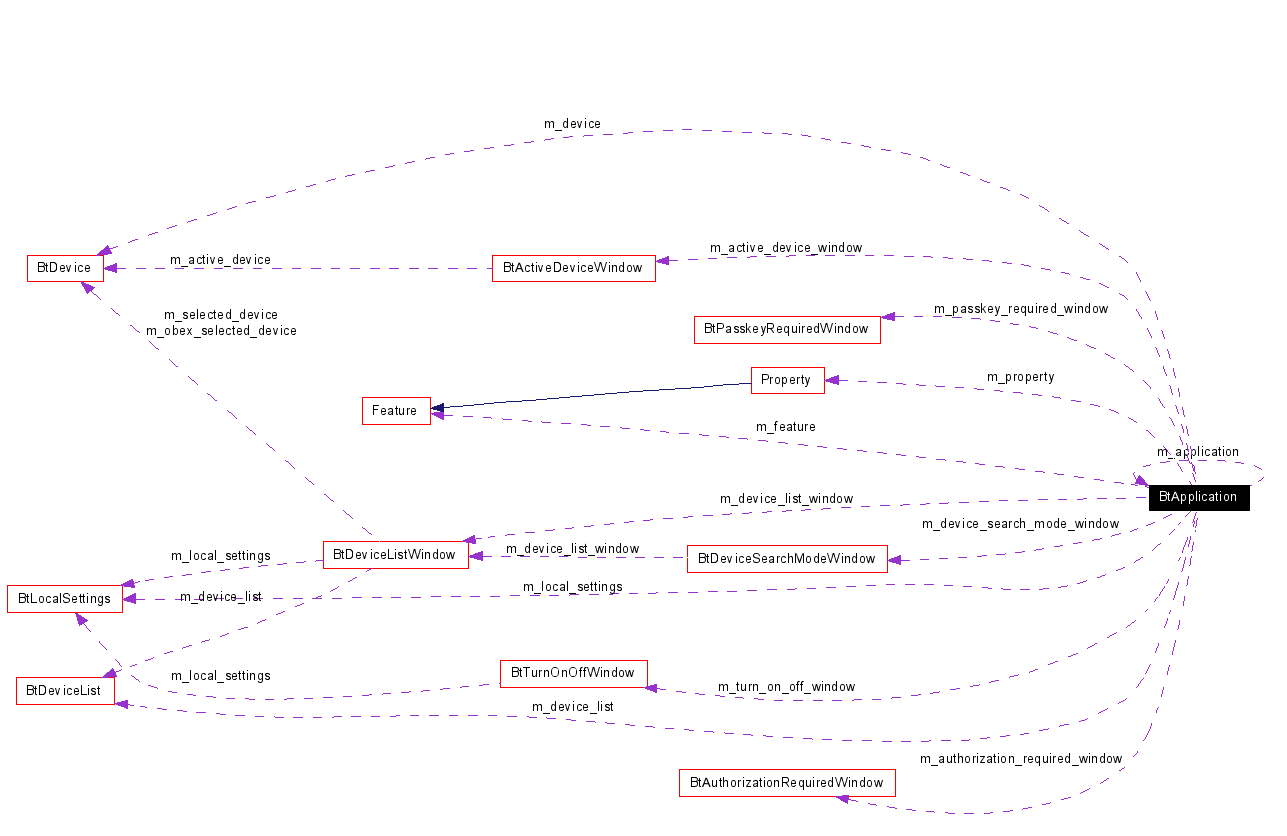 m_device
m_active_device_window
BtDevice
m_active_device
BtActiveDeviceWindow
m_passkey_required_window
m_selected_device
m_obex_selected_device
BtPasskeyRequiredWindow
Property
m_property
Feature
m_feature
m_application
BtApplication
m_device_list_window
m_device_search_mode_window
m_local_settings
BtDeviceListWindow
m_device_list_window
BtDeviceSearchModeWindow
m_local_settings
BtLocalSettings
m_device_list
m_local_settings
BtTurnOnOffWindow
m_turn_on_off_window
BtDeviceList
m_device_list
m_authorization_required_window
BtAuthorizationRequiredWindow